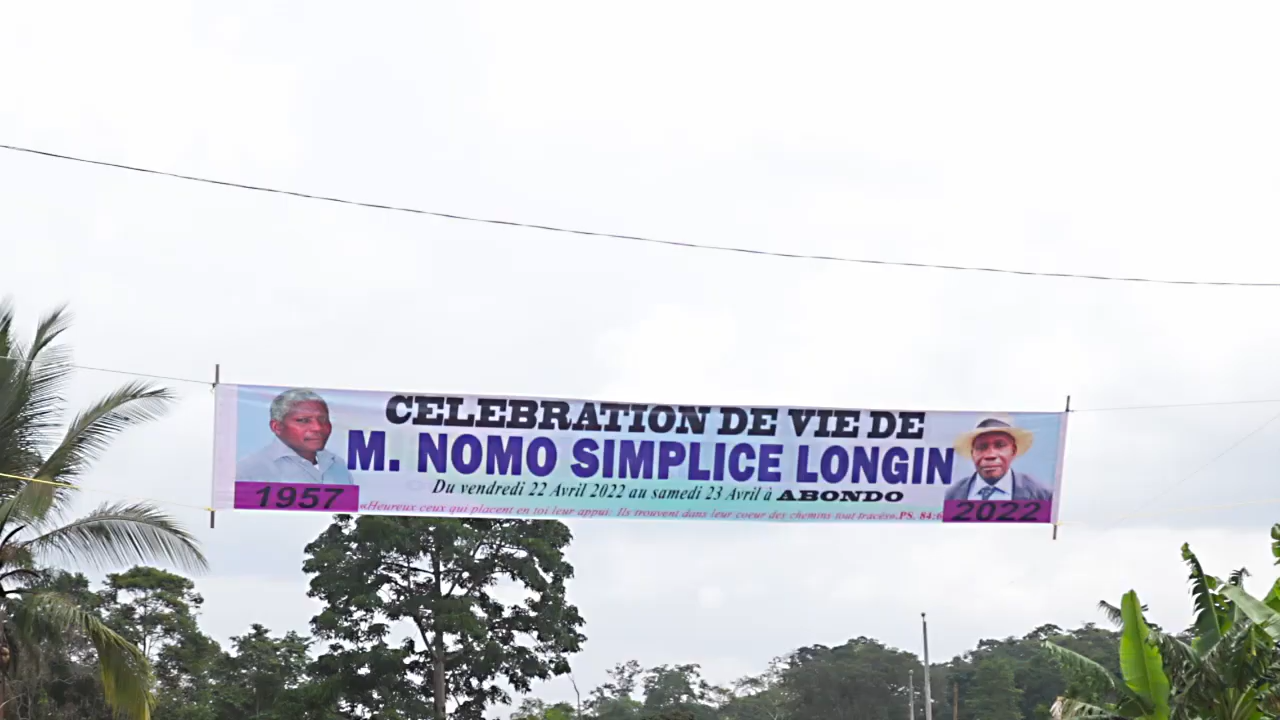 CELEBRATION DE VIE DE
M. NOMO SIMPLICE LONGIN
Du vendredi 22 Avril 2022 au samedi 23 Avril à ABONDO
1957
«Heureux ceux qui placent en toi leur appui: Ils trouvent dans leur coeur des chemins tout tracés».PS. 84:6
2022